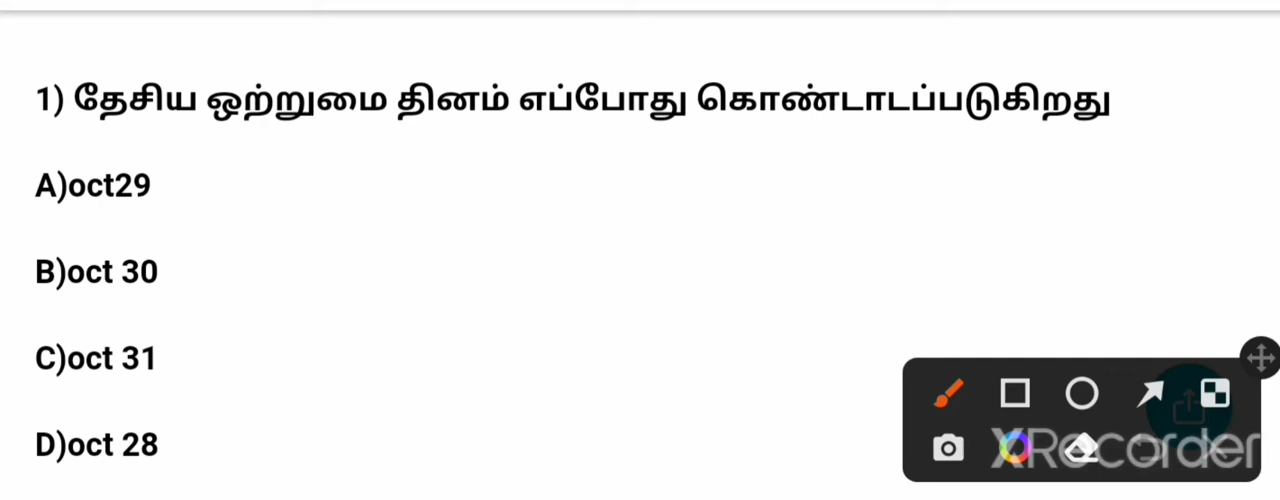 1) தேசிய ஒற்றுமை தினம் எப்போது கொண்டாடப்படுகிறது
A)oct29
B)oct 30
C)oct 31
D)oct 28
XRecorder